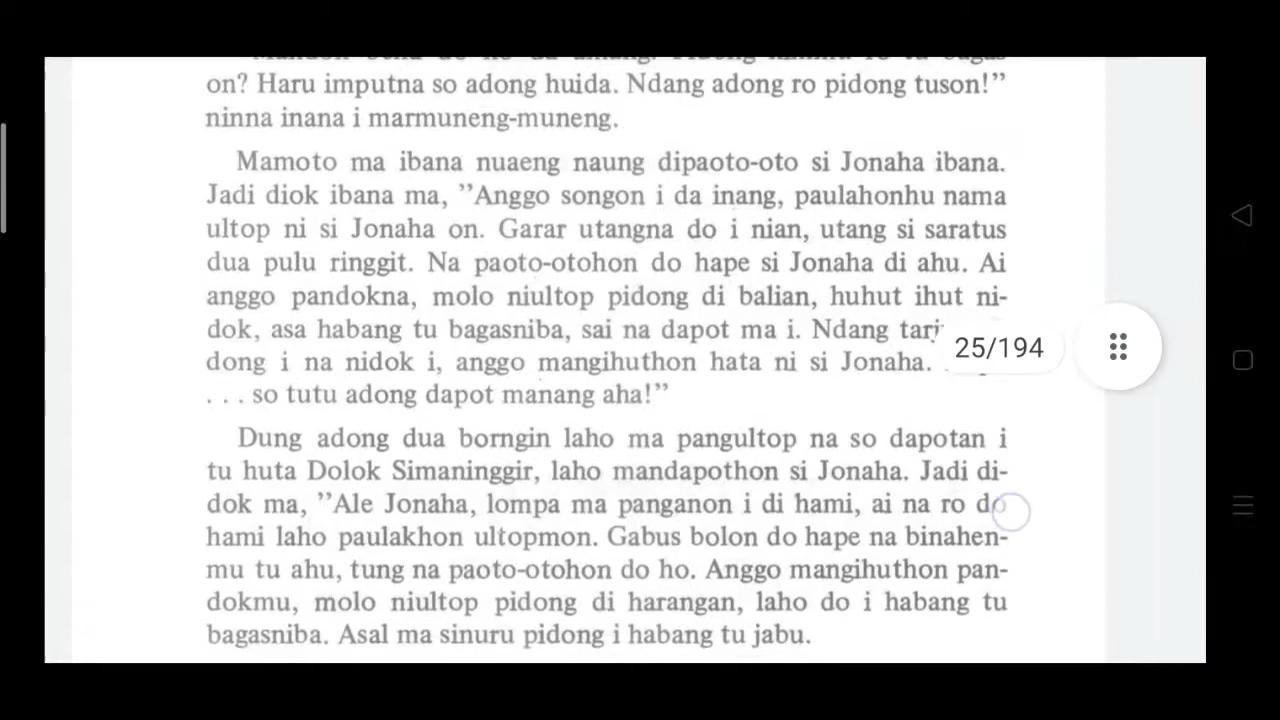 on? Haru imputna so adong huida. Ndang adong ro pidong tuson!”
ninna inana i marmuneng-muneng.
Mamoto ma ibana nuaeng naung dipaoto-oto si Jonaha ibana.
Jadi diok ibana ma, ”Anggo songon i da inang, paulahonhu nama
ultop ni si Jonaha on. Garar utangna do i nian, utang si saratus
dua pulu ringgit. Na paoto-otohon do hape si Jonaha di ahu. Ai
anggo pandokna, molo niultop pidong di balian, huhut ihut ni-
dok, asa habang tu bagasniba, sai na dapot ma i. Ndang
25/194
dong i na nidok i, anggo mangihuthon hata ni si Jonaha.
. . . so tutu adong dapot manang aha!”
Dung adong dua borngin laho ma pangultop na so dapotan i
tu huta Dolok Simaninggir, laho mandapothon si Jonaha. Jadi di-
dok ma, ”Ale Jonaha, lompa ma panganon i di hami, ai na ro do
hami laho paulakhon ultopmon. Gabus bolon do hape na binahen-
mu tu ahu, tung na paoto-otohon do ho. Anggo mangihuthon pan-
dokmu, molo niultop pidong di harangan, laho do i habang tu
bagasniba. Asal ma sinuru pidong i habang tu jabu.